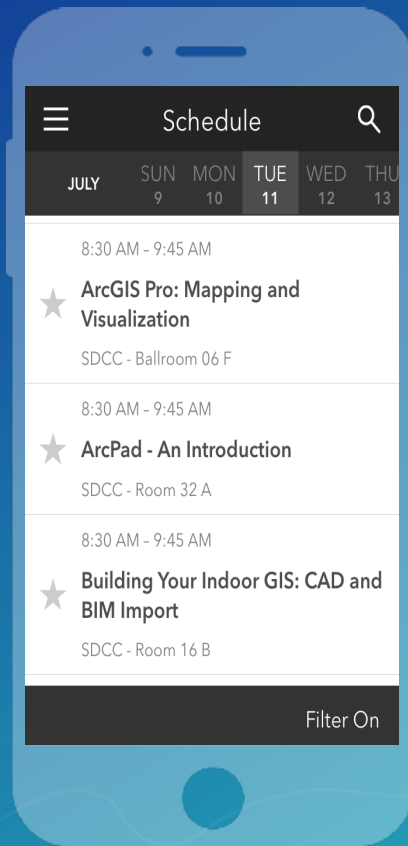 Schedule
JULY
SUN MON TUE WED THU
9 10 11 12 13
8:30 AM – 9:45 AM
ArcGIS Pro: Mapping and
Visualization
SDCC - Ballroom 06 F
8:30 AM – 9:45 AM
ArcPad - An Introduction
SDCC - Room 32 A
8:30 AM – 9:45 AM
Building Your Indoor GIS: CAD and
BIM Import
SDCC - Room 16 B
Filter On